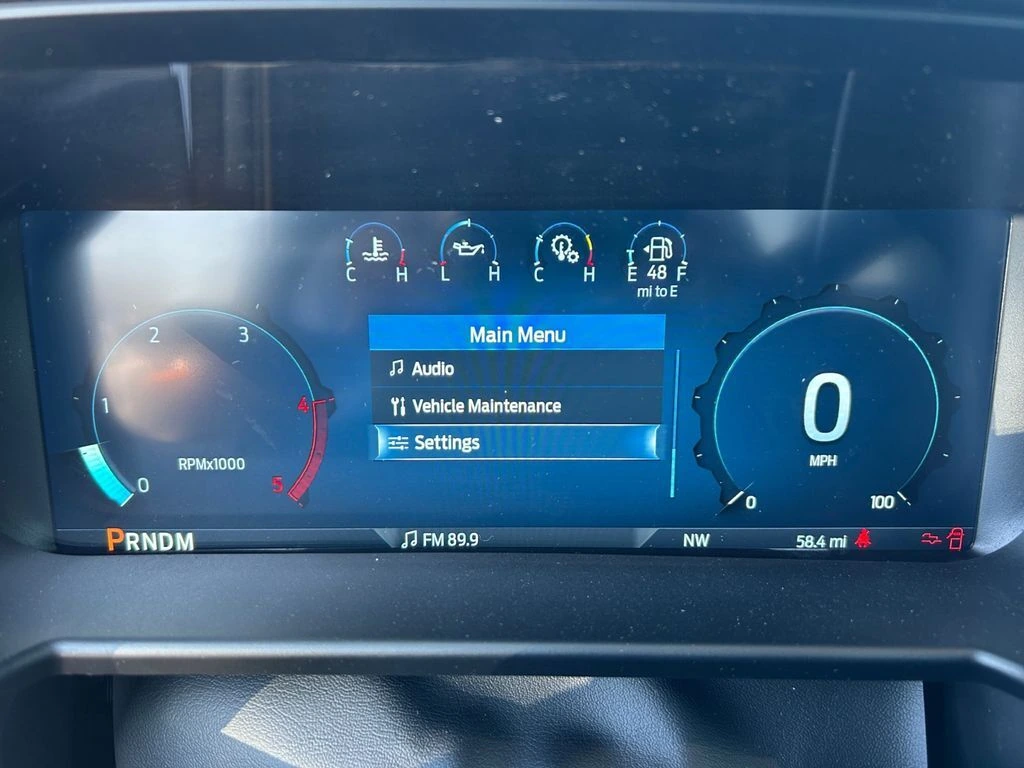 C H L H C H E 48 F
mi to E
Main Menu
Audio
Vehicle Maintenance
Settings
2 3
1 4
0 5
RPMx1000
0
MPH
0 100
PRNDM
FM 89.9
NW
58.4 mi